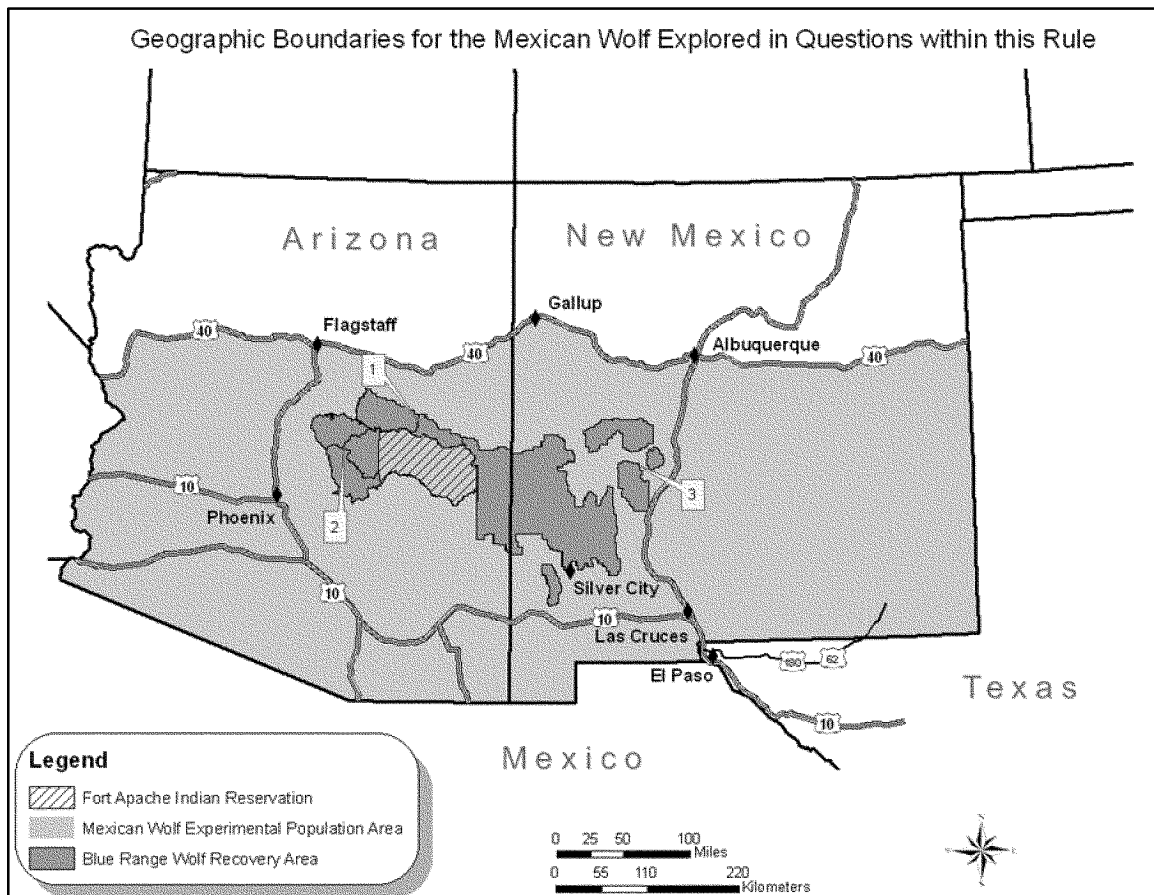 Geographic Boundaries for the Mexican Wolf Explored in Questions within this Rule
Arizona
New Mexico
Gallup
Flagstaff
40
40
Albuquerque
40
1
10
Phoenix
2
3
Silver City
10
10
Las Cruces
El Paso
180
62
Texas
10
Mexico
Legend
Fort Apache Indian Reservation
Mexican Wolf Experimental Population Area
Blue Range Wolf Recovery Area
0 25 50 100
Miles
0 55 110 220
Kilometers